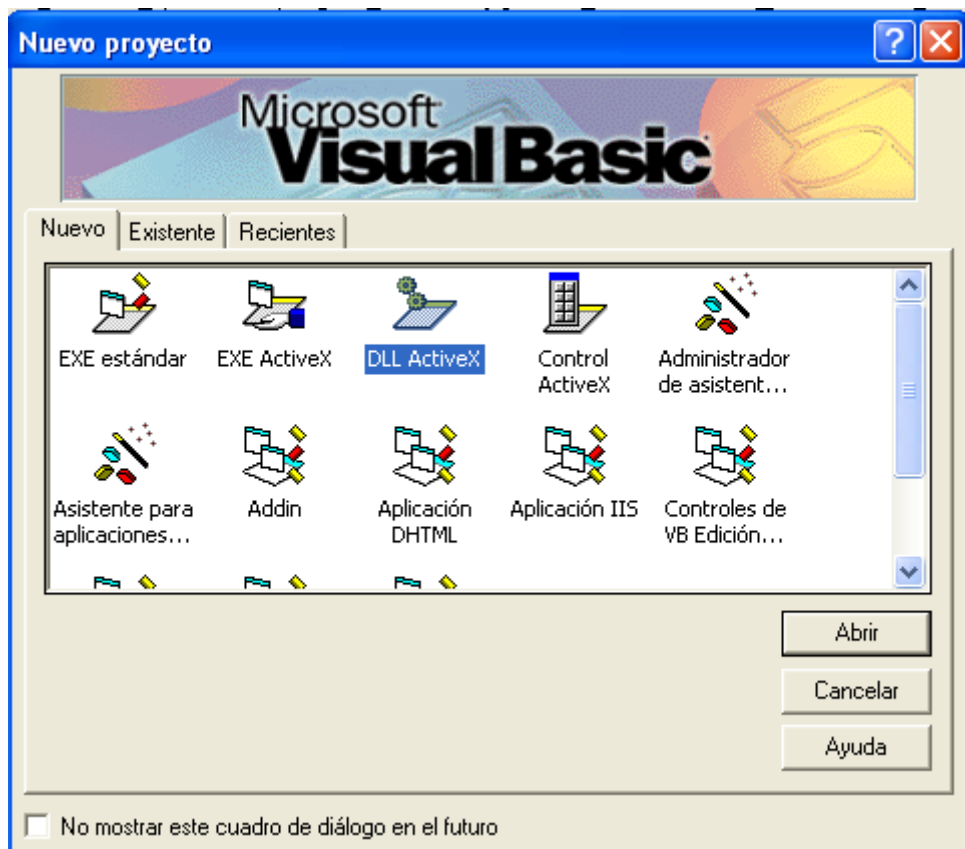 Nuevo proyecto
Microsoft
Visual Basic
Nuevo Existente Recientes
EXE estándar EXE ActiveX DLL ActiveX Control ActiveX Administrador de asistent...
Asistente para aplicaciones... Addin Aplicación DHTML Aplicación IIS Controles de VB Edición...
Abrir
Cancelar
Ayuda
No mostrar este cuadro de diálogo en el futuro